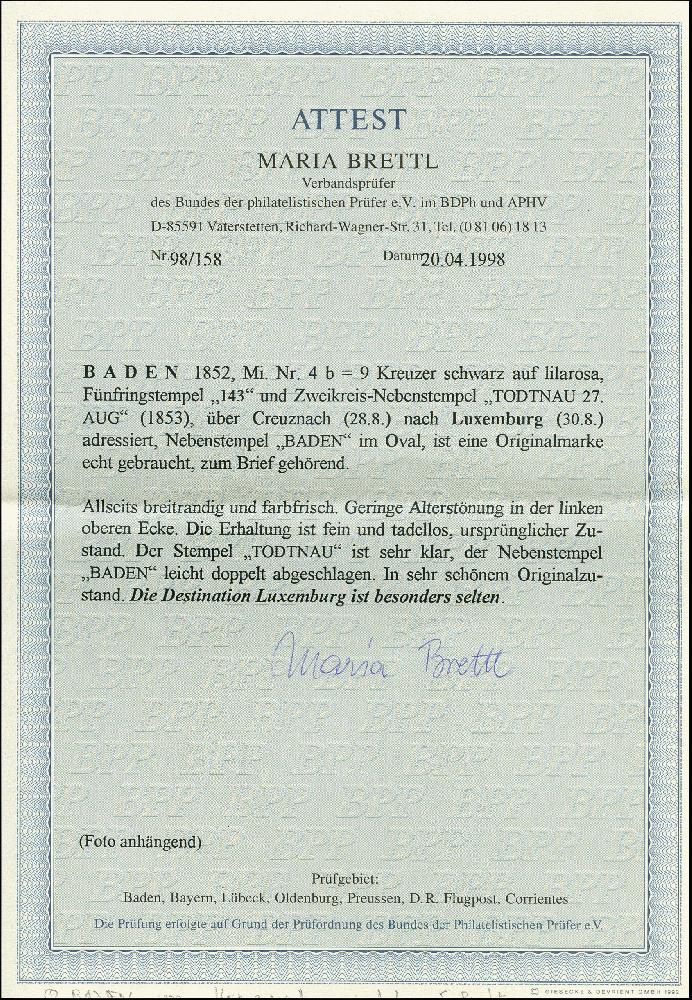 ATTEST
MARIA BRETTL
Verbandsprüfer
des Bundes der philatelistischen Prüfer e.V. im BDPh und APHV
D-85591 Vaterstetten, Richard-Wagner-Str. 31, Tel. (0 81 06) 18 13
Nr. 98/158 Datum 20.04.1998
B A D E N 1852, Mi. Nr. 4 b = 9 Kreuzer schwarz auf lilarosa,
Fünfringstempel „143“ und Zweikreis-Nebenstempel „TODTNAU 27.
AUG“ (1853), über Creuznach (28.8.) nach Luxemburg (30.8.)
adressiert, Nebenstempel „BADEN“ im Oval, ist eine Originalmarke
echt gebraucht, zum Brief gehörend.
Allseits breitrandig und farbfrisch. Geringe Alterstönung in der linken
oberen Ecke. Die Erhaltung ist fein und tadellos, ursprünglicher Zu-
stand. Der Stempel „TODTNAU“ ist sehr klar, der Nebenstempel
„BADEN“ leicht doppelt abgeschlagen. In sehr schönem Originalzu-
stand. Die Destination Luxemburg ist besonders selten.
Maria Brettl
(Foto anhängend)
Prüfgebiet:
Baden, Bayern, Lübeck, Oldenburg, Preussen, D.R. Flugpost, Corrientes
Die Prüfung erfolgte auf Grund der Prüfordnung des Bundes der Philatelistischen Prüfer e.V.
© GIESECKE & DEVRIENT GMBH 1992